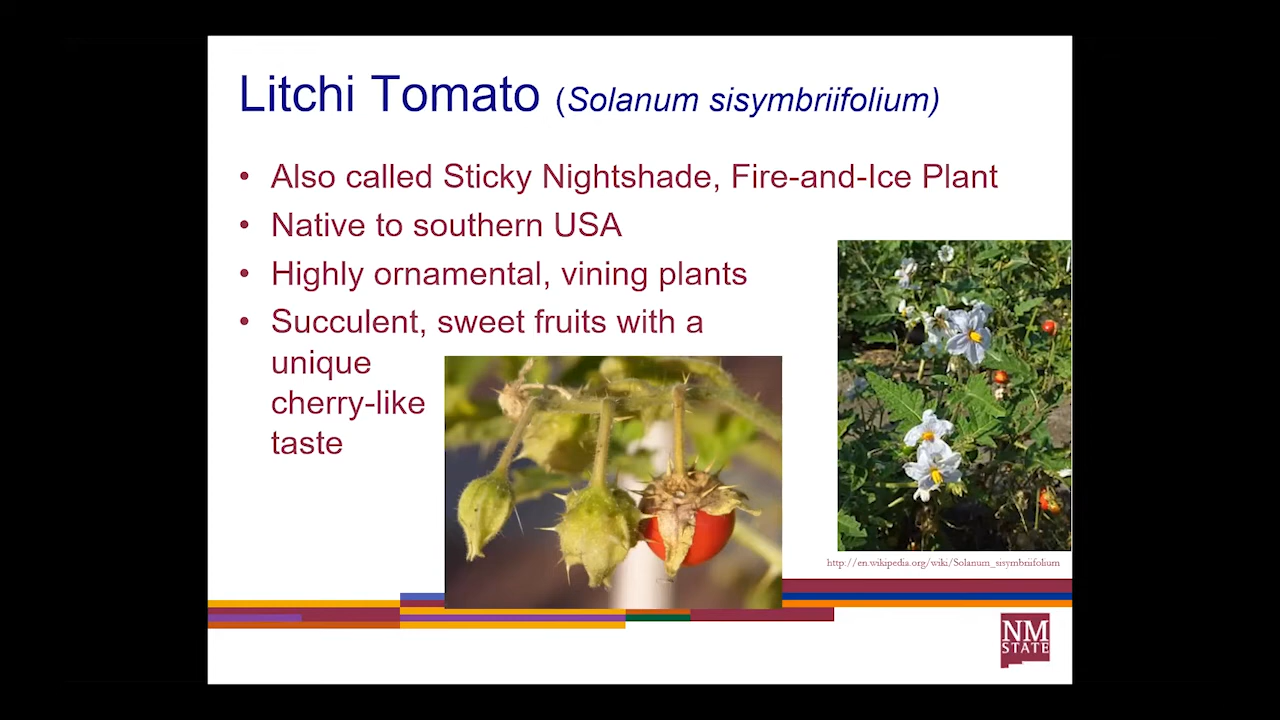 Litchi Tomato (Solanum sisymbriifolium)
• Also called Sticky Nightshade, Fire-and-Ice Plant
• Native to southern USA
• Highly ornamental, vining plants
• Succulent, sweet fruits with a
unique
cherry-like
taste
http://en.wikipedia.org/wiki/Solanum_sisymbriifolium
NM
STATE